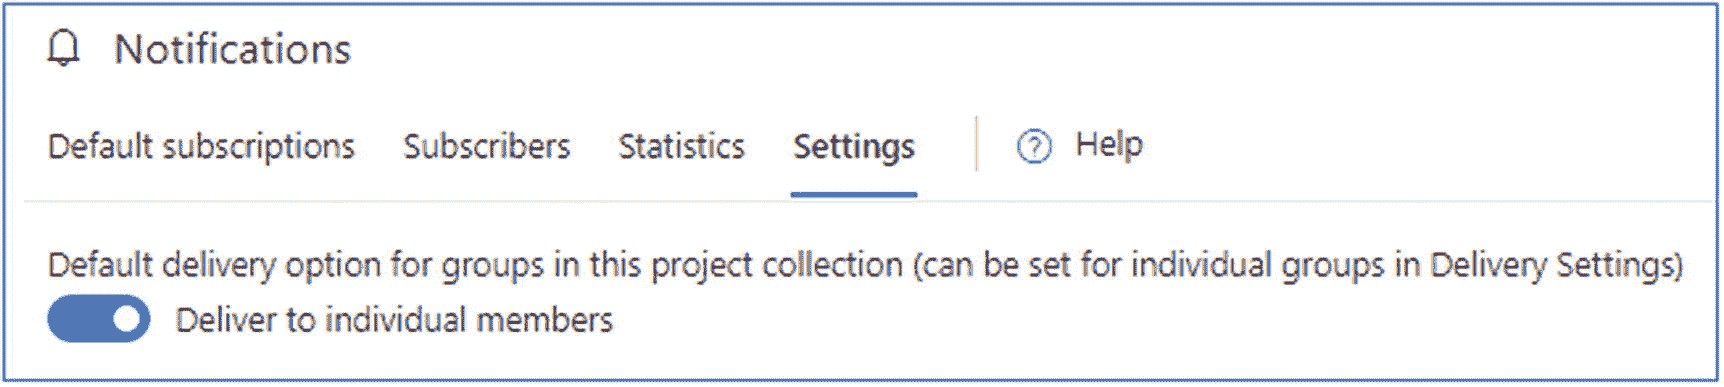 Notifications
Default subscriptions Subscribers Statistics Settings Help
Default delivery option for groups in this project collection (can be set for individual groups in Delivery Settings)
Deliver to individual members